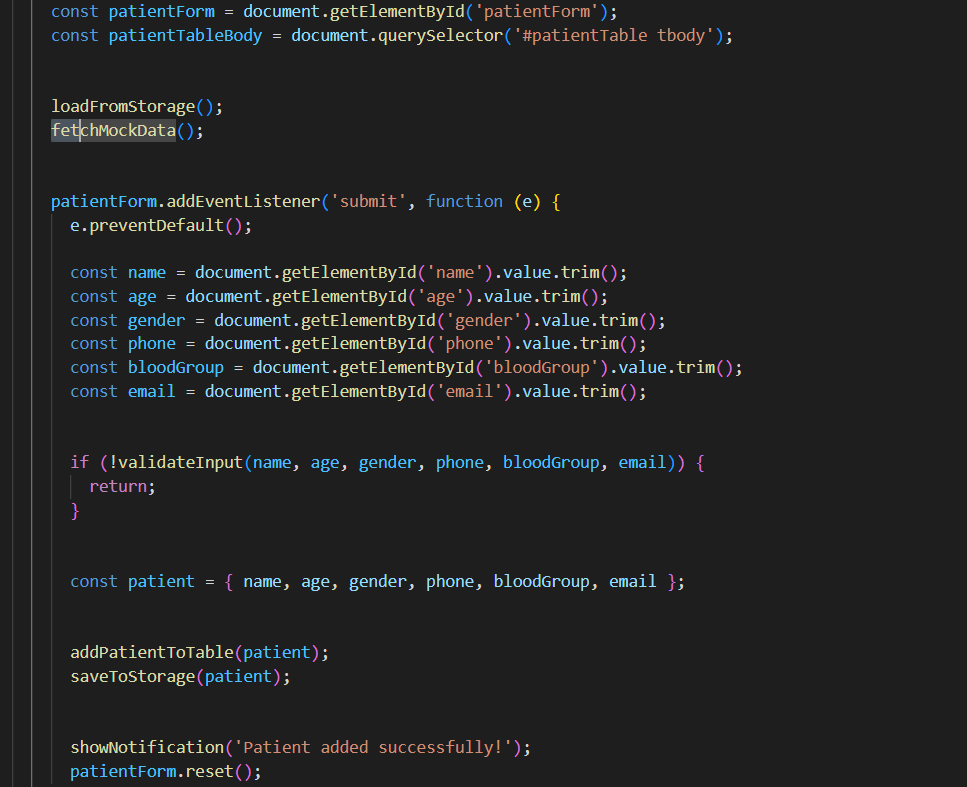 const patientForm = document.getElementById('patientForm');
const patientTableBody = document.querySelector('#patientTable tbody');
loadFromStorage();
fetchMockData();
patientForm.addEventListener('submit', function (e) {
e.preventDefault();
const name = document.getElementById('name').value.trim();
const age = document.getElementById('age').value.trim();
const gender = document.getElementById('gender').value.trim();
const phone = document.getElementById('phone').value.trim();
const bloodGroup = document.getElementById('bloodGroup').value.trim();
const email = document.getElementById('email').value.trim();
if (!validateInput(name, age, gender, phone, bloodGroup, email)) {
return;
}
const patient = { name, age, gender, phone, bloodGroup, email };
addPatientToTable(patient);
saveToStorage(patient);
showNotification('Patient added successfully!');
patientForm.reset();